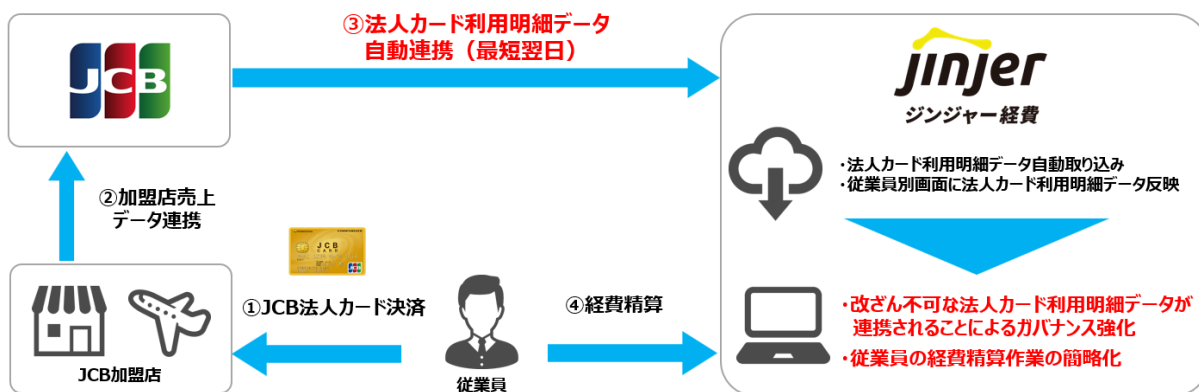 ③法人カード利用明細データ
自動連携（最短翌日）
JCB
jinjer
ジンジャー経費
・法人カード利用明細データ自動取り込み
・従業員別画面に法人カード利用明細データ反映
②加盟店売上
データ連携
JCB
①JCB法人カード決済
④経費精算
・改ざん不可な法人カード利用明細データが
連携されることによるガバナンス強化
・従業員の経費精算作業の簡略化
JCB加盟店
従業員